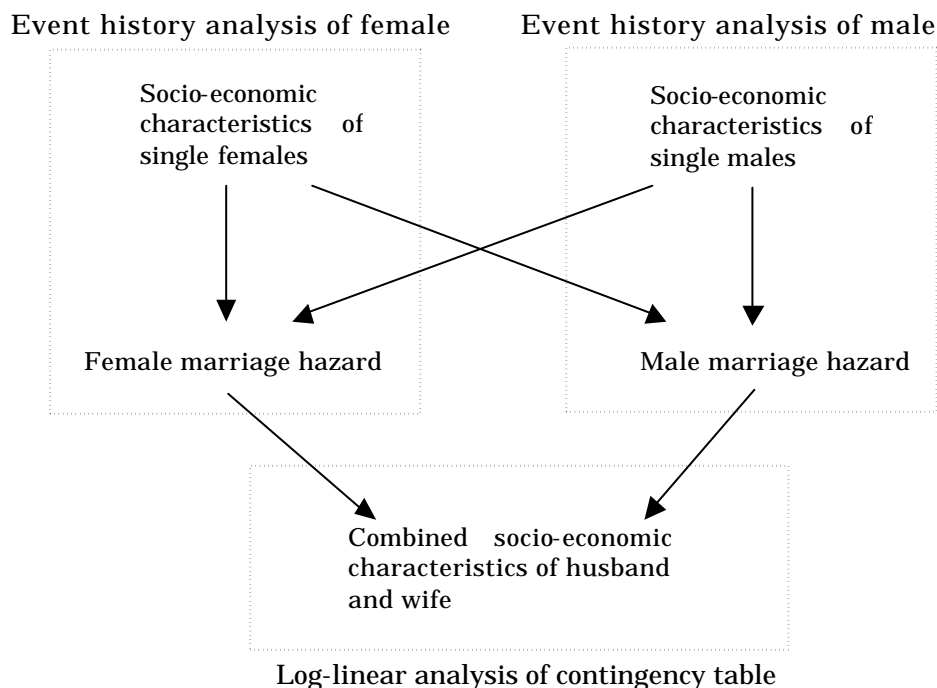 Event history analysis of female
Event history analysis of male
Socio-economic
characteristics of
single females
Socio-economic
characteristics of
single males
Female marriage hazard
Male marriage hazard
Combined socio-economic
characteristics of husband
and wife
Log-linear analysis of contingency table